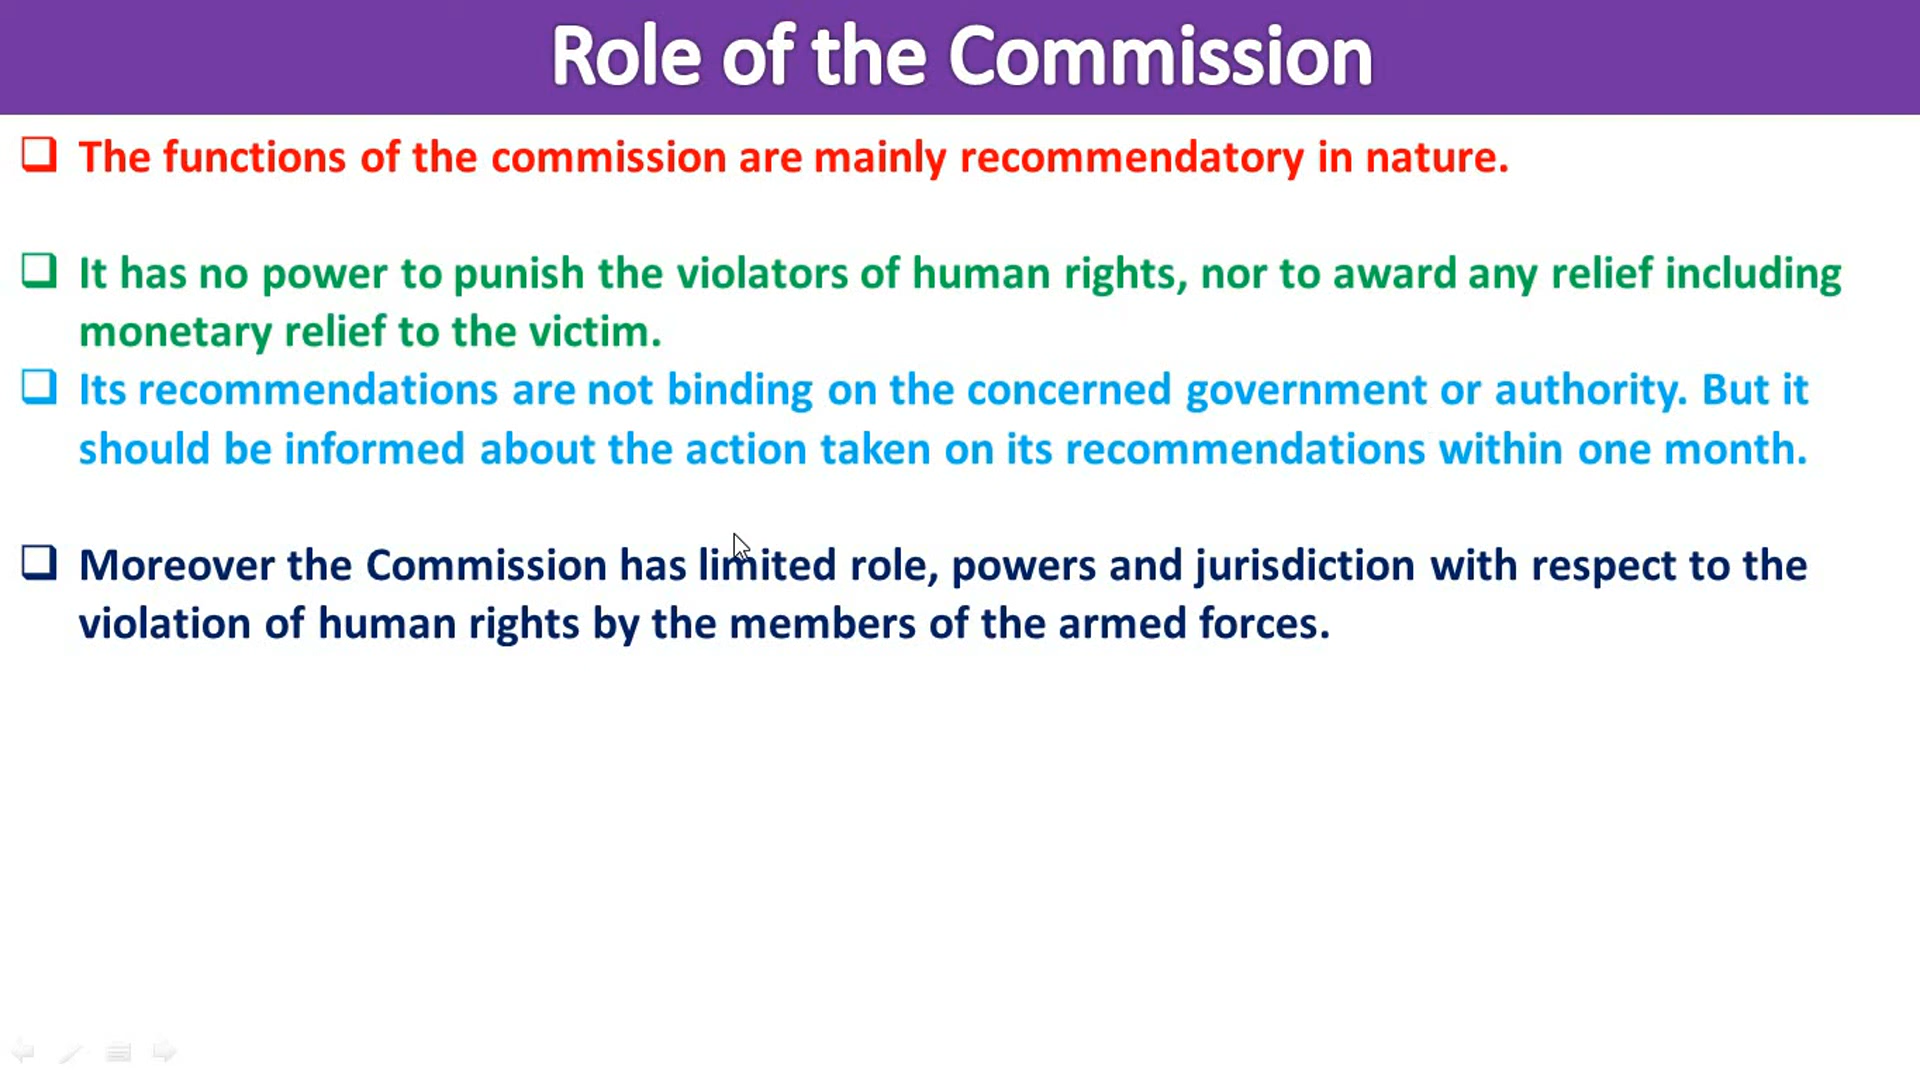 Role of the Commission
The functions of the commission are mainly recommendatory in nature.
It has no power to punish the violators of human rights, nor to award any relief including
monetary relief to the victim.
Its recommendations are not binding on the concerned government or authority. But it
should be informed about the action taken on its recommendations within one month.
Moreover the Commission has limited role, powers and jurisdiction with respect to the
violation of human rights by the members of the armed forces.